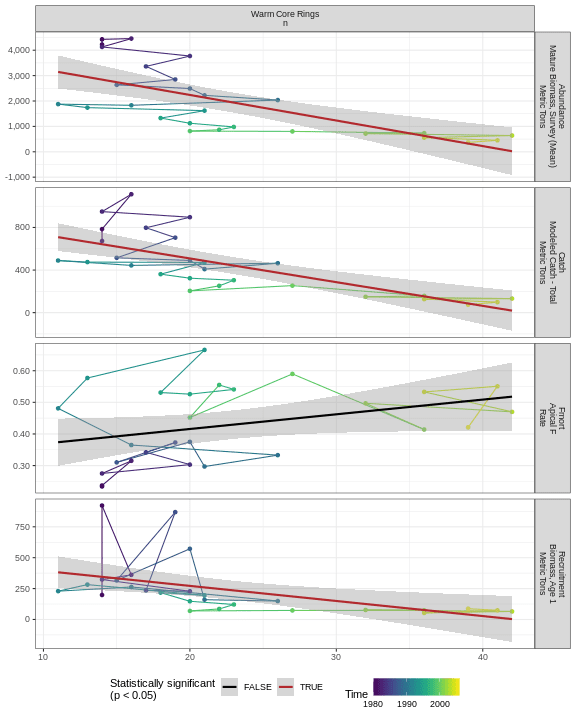 Warm Core Rings
n
4,000
3,000
2,000
1,000
0
-1,000
Abundance
Mature Biomass, Survey (Mean)
Metric Tons
800
400
0
Catch
Modeled Catch - Total
Metric Tons
0.60
0.50
0.40
0.30
Fmort
Apical F
Rate
750
500
250
0
Recruitment
Biomass, Age 1
Metric Tons
10 20 30 40
Statistically significant
(p < 0.05)
FALSE TRUE
Time
1980 1990 2000